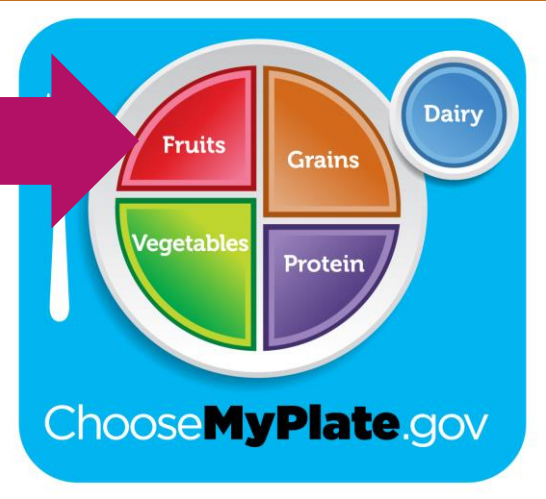 Fruits
Grains
Dairy
Vegetables
Protein
ChooseMyPlate.gov